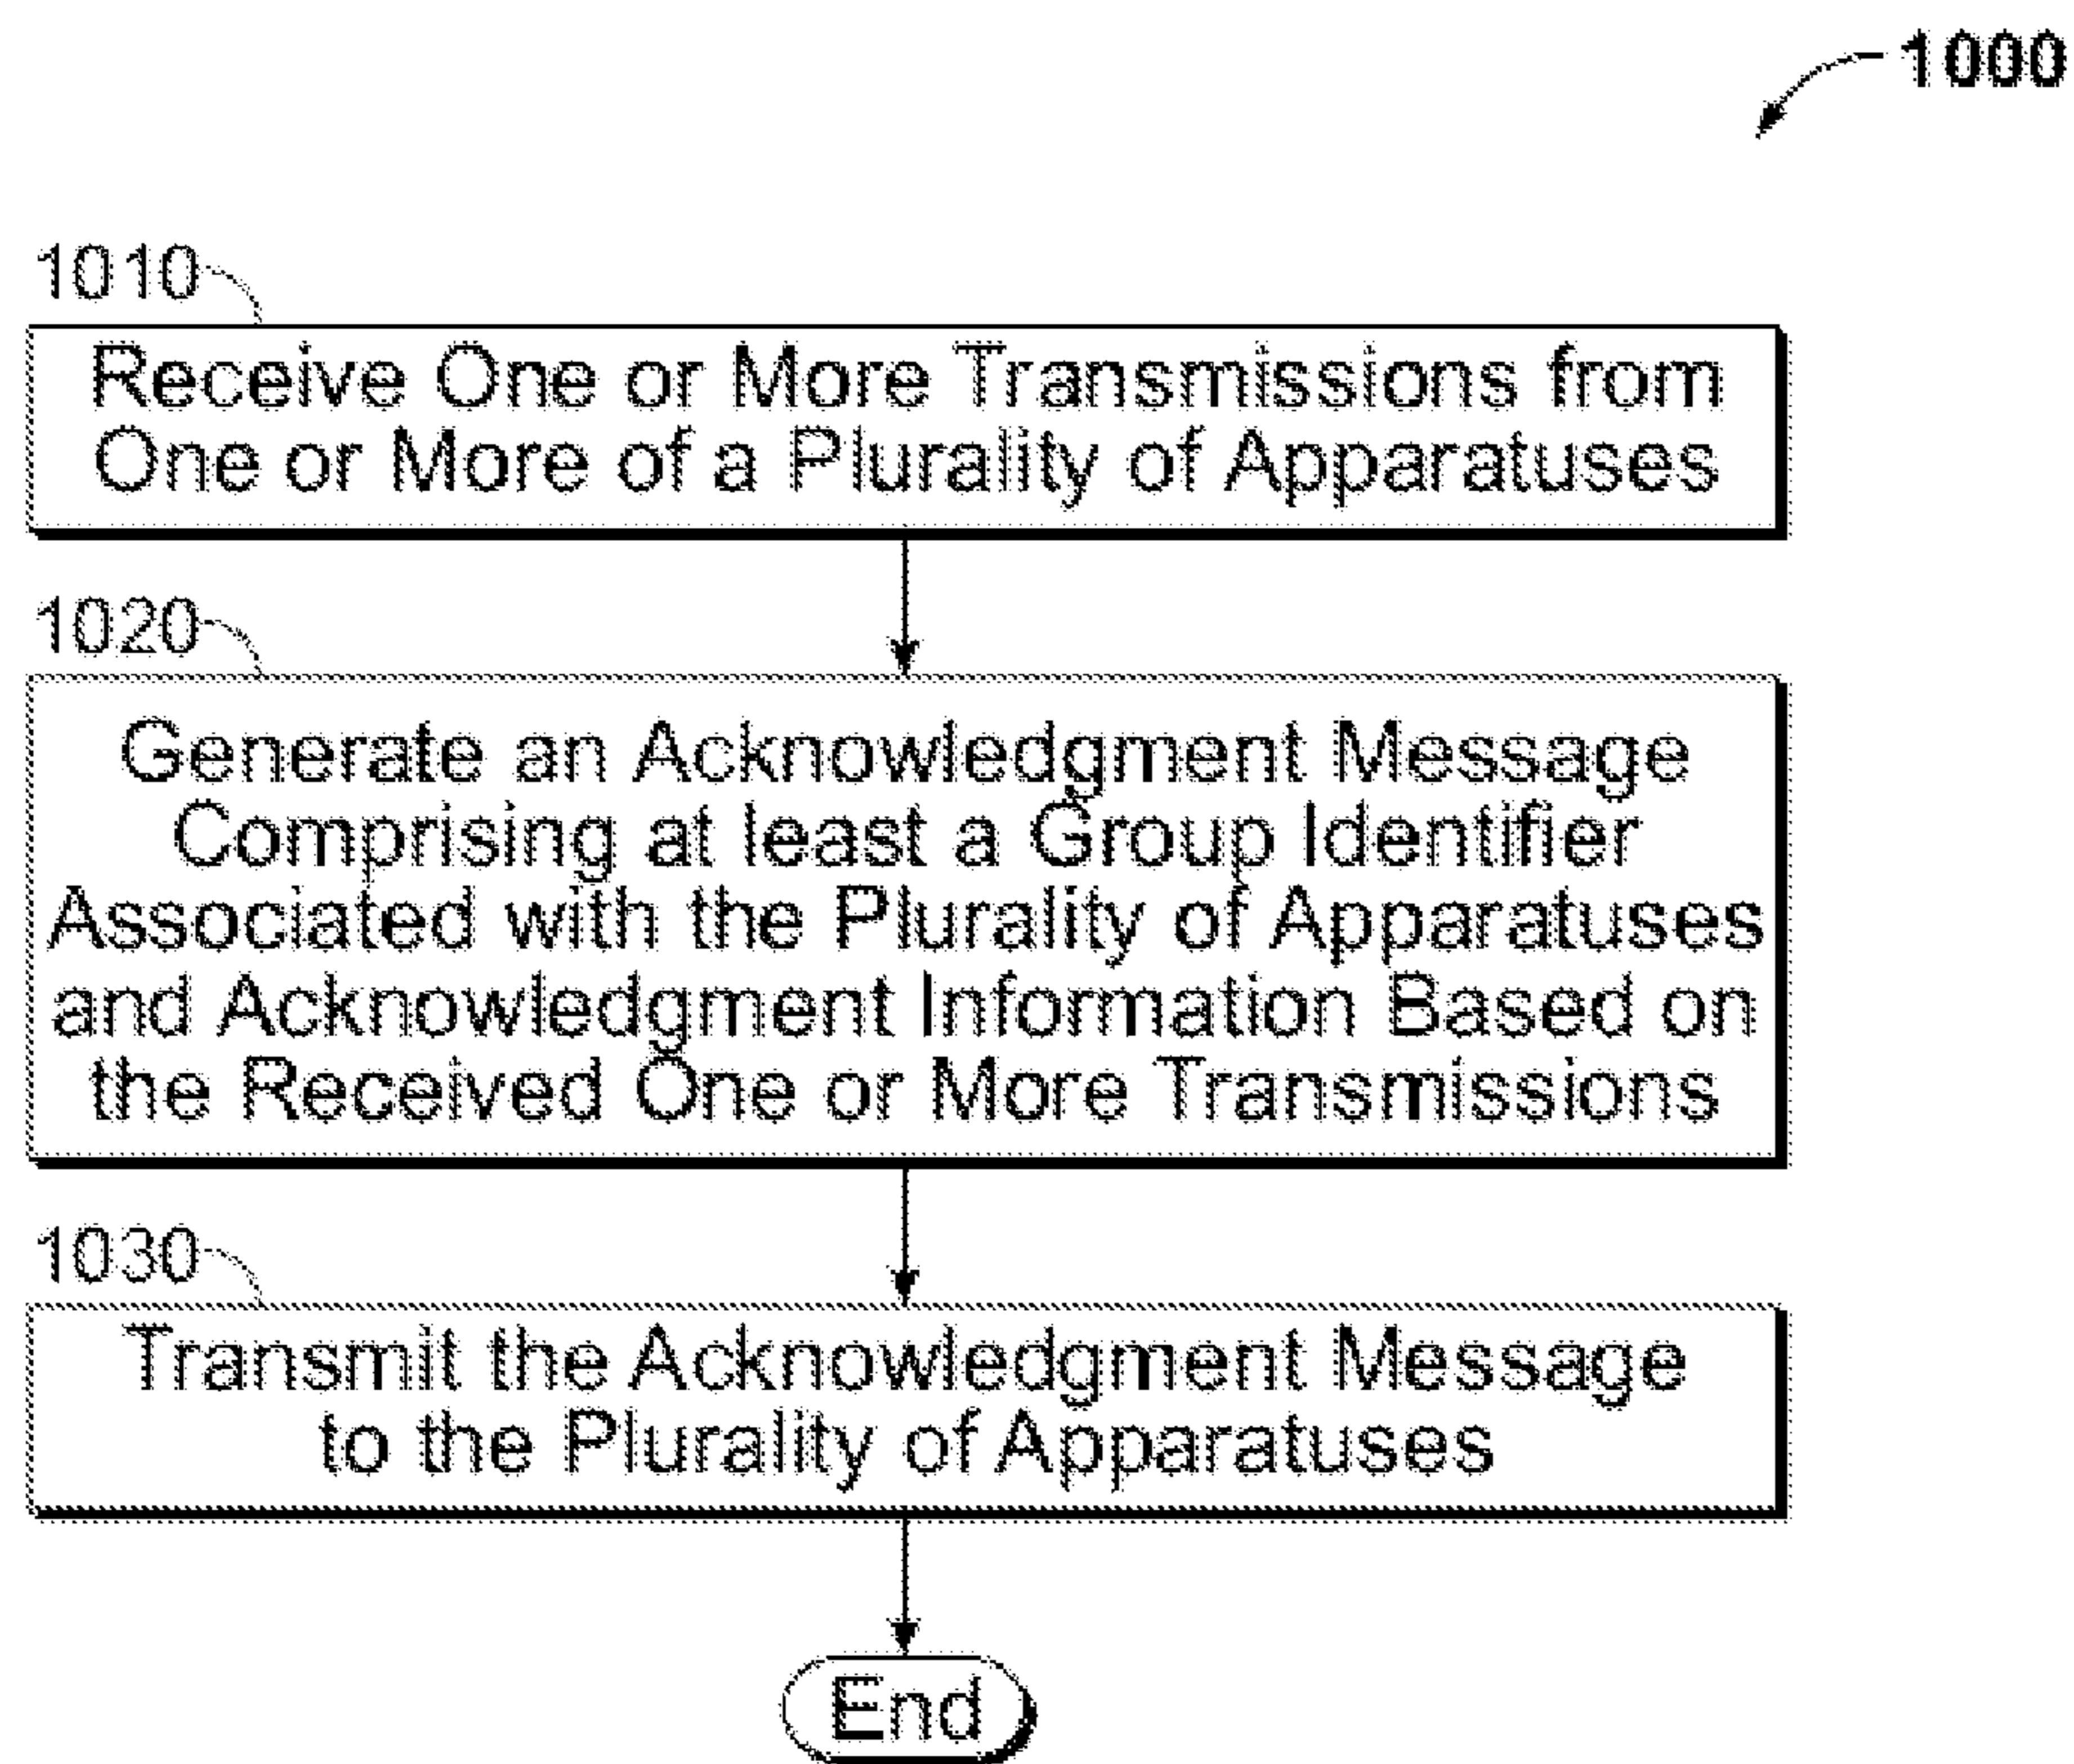 1000
1010
Receive One or More Transmissions from
One or More of a Plurality of Apparatuses
1020
Generate an Acknowledgment Message
Comprising at least a Group Identifier
Associated with the Plurality of Apparatuses
and Acknowledgment Information Based on
the Received One or More Transmissions
1030
Transmit the Acknowledgment Message
to the Plurality of Apparatuses
End